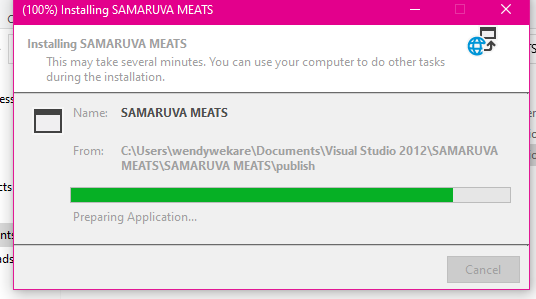 (100%) Installing SAMARUVA MEATS
Installing SAMARUVA MEATS
This may take several minutes. You can use your computer to do other tasks
during the installation.
Name: SAMARUVA MEATS
From: C:\Users\wendywekare\Documents\Visual Studio 2012\SAMARUVA
MEATS\SAMARUVA MEATS\publish
Preparing Application...
Cancel